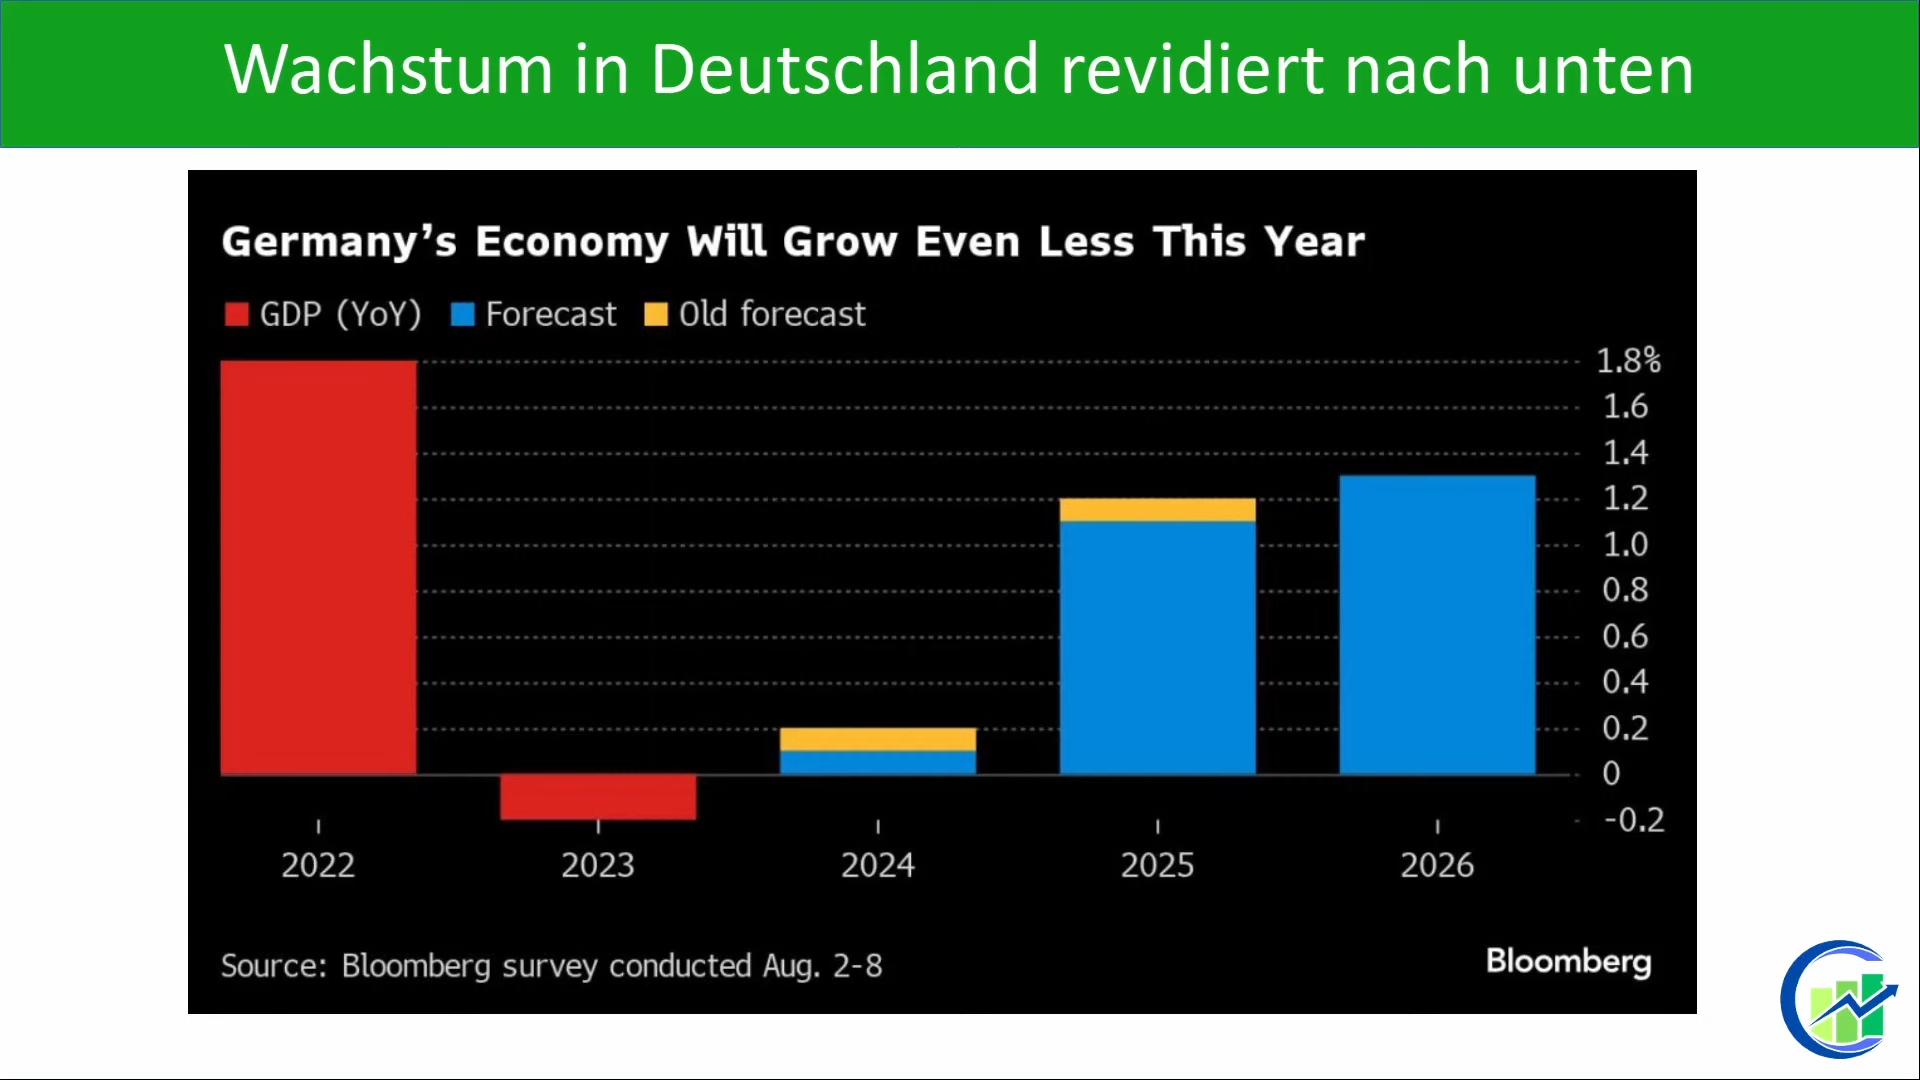 Wachstum in Deutschland revidiert nach unten
Germany's Economy Will Grow Even Less This Year
GDP (YoY) Forecast Old forecast
1.8%
1.6
1.4
1.2
1.0
0.8
0.6
0.4
0.2
0
-0.2
2022 2023 2024 2025 2026
Source: Bloomberg survey conducted Aug. 2-8
Bloomberg